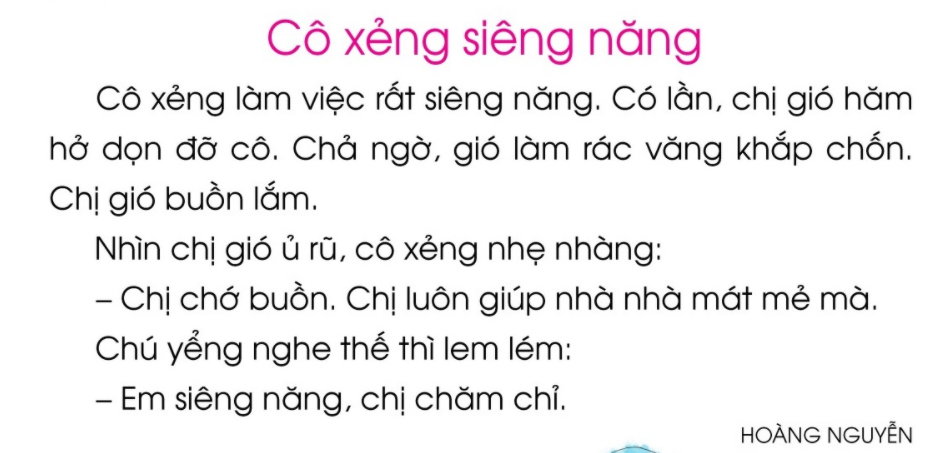 Cô xẻng siêng năng
Cô xẻng làm việc rất siêng năng. Có lần, chị gió hăm
hở dọn đỡ cô. Chả ngờ, gió làm rác văng khắp chốn.
Chị gió buồn lắm.
Nhìn chị gió ủ rũ, cô xẻng nhẹ nhàng:
– Chị chớ buồn. Chị luôn giúp nhà nhà mát mẻ mà.
Chú yểng nghe thế thì lem lém:
– Em siêng năng, chị chăm chỉ.
HOÀNG NGUYỄN